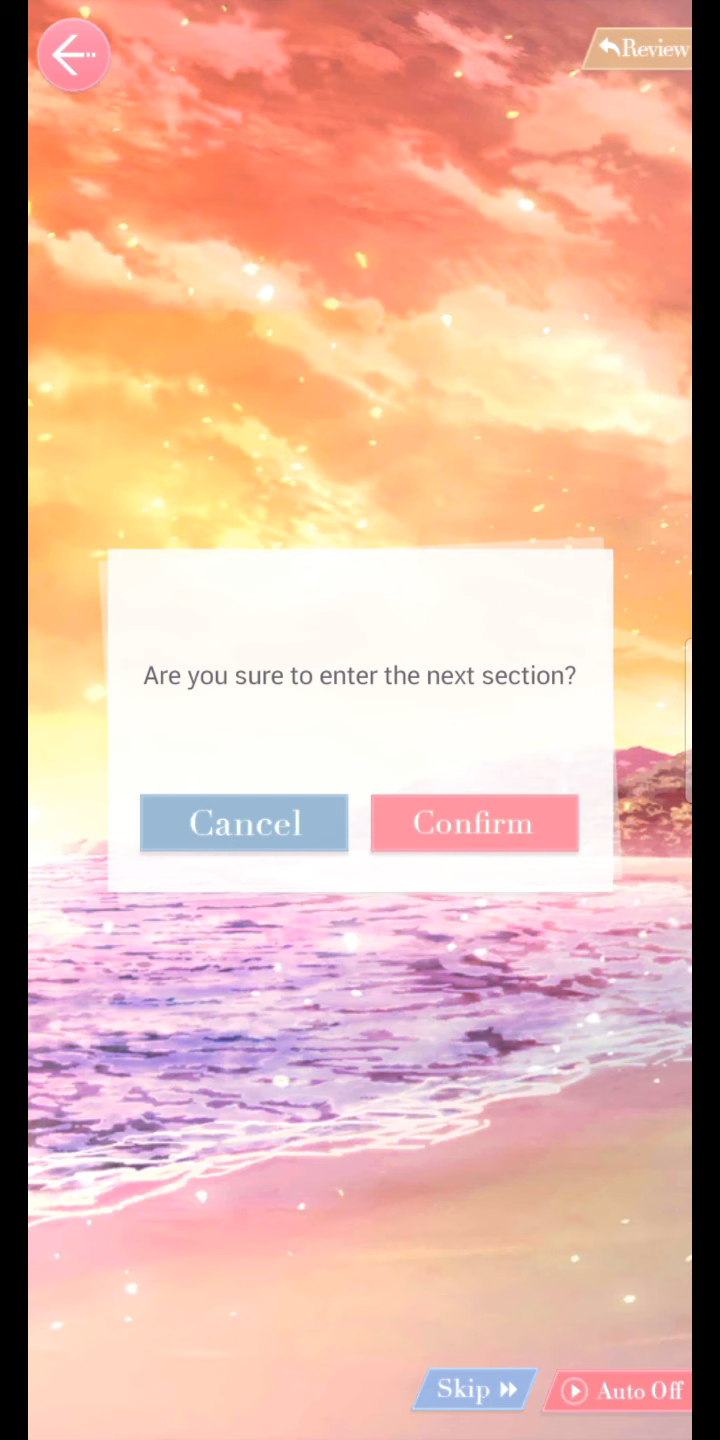 Review
Are you sure to enter the next section?
Cancel
Confirm
Skip
Auto Off